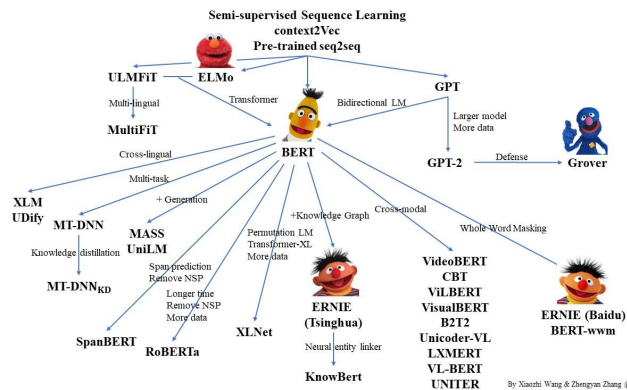 Semi-supervised Sequence Learning
context2Vec
Pre-trained seq2seq
ULMFiT
ELMo
GPT
Multi-lingual
Transformer
Bidirectional LM
Larger model
More data
MultiFiT
BERT
GPT-2
Defense
Grover
Cross-lingual
Multi-task
+ Generation
+Knowledge Graph
Cross-modal
Whole Word Masking
XLM
UDify
MT-DNN
MASS
UniLM
Permutation LM
Transformer-XL
More data
Knowledge distillation
Span prediction
Remove NSP
MT-DNNKD
Longer time
Remove NSP
More data
VideoBERT
CBT
ViLBERT
VisualBERT
B2T2
Unicoder-VL
LXMERT
VL-BERT
UNITER
ERNIE
(Tsinghua)
ERNIE (Baidu)
BERT-wwm
SpanBERT
RoBERTa
XLNet
Neural entity linker
KnowBert
By Xiaozhi Wang & Zhengyan Zhang